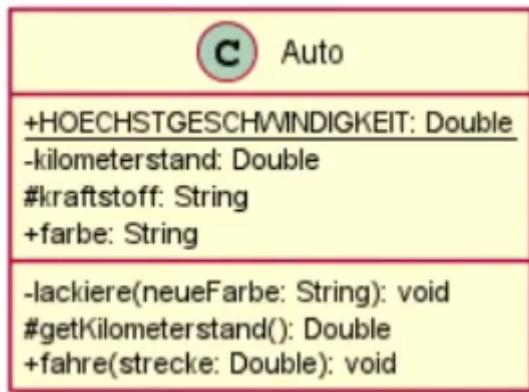 C Auto
+HOECHSTGESCHWINDIGKEIT: Double
-kilometerstand: Double
#kraftstoff: String
+farbe: String
-lackiere(neueFarbe: String): void
#getKilometerstand(): Double
+fahre(strecke: Double): void